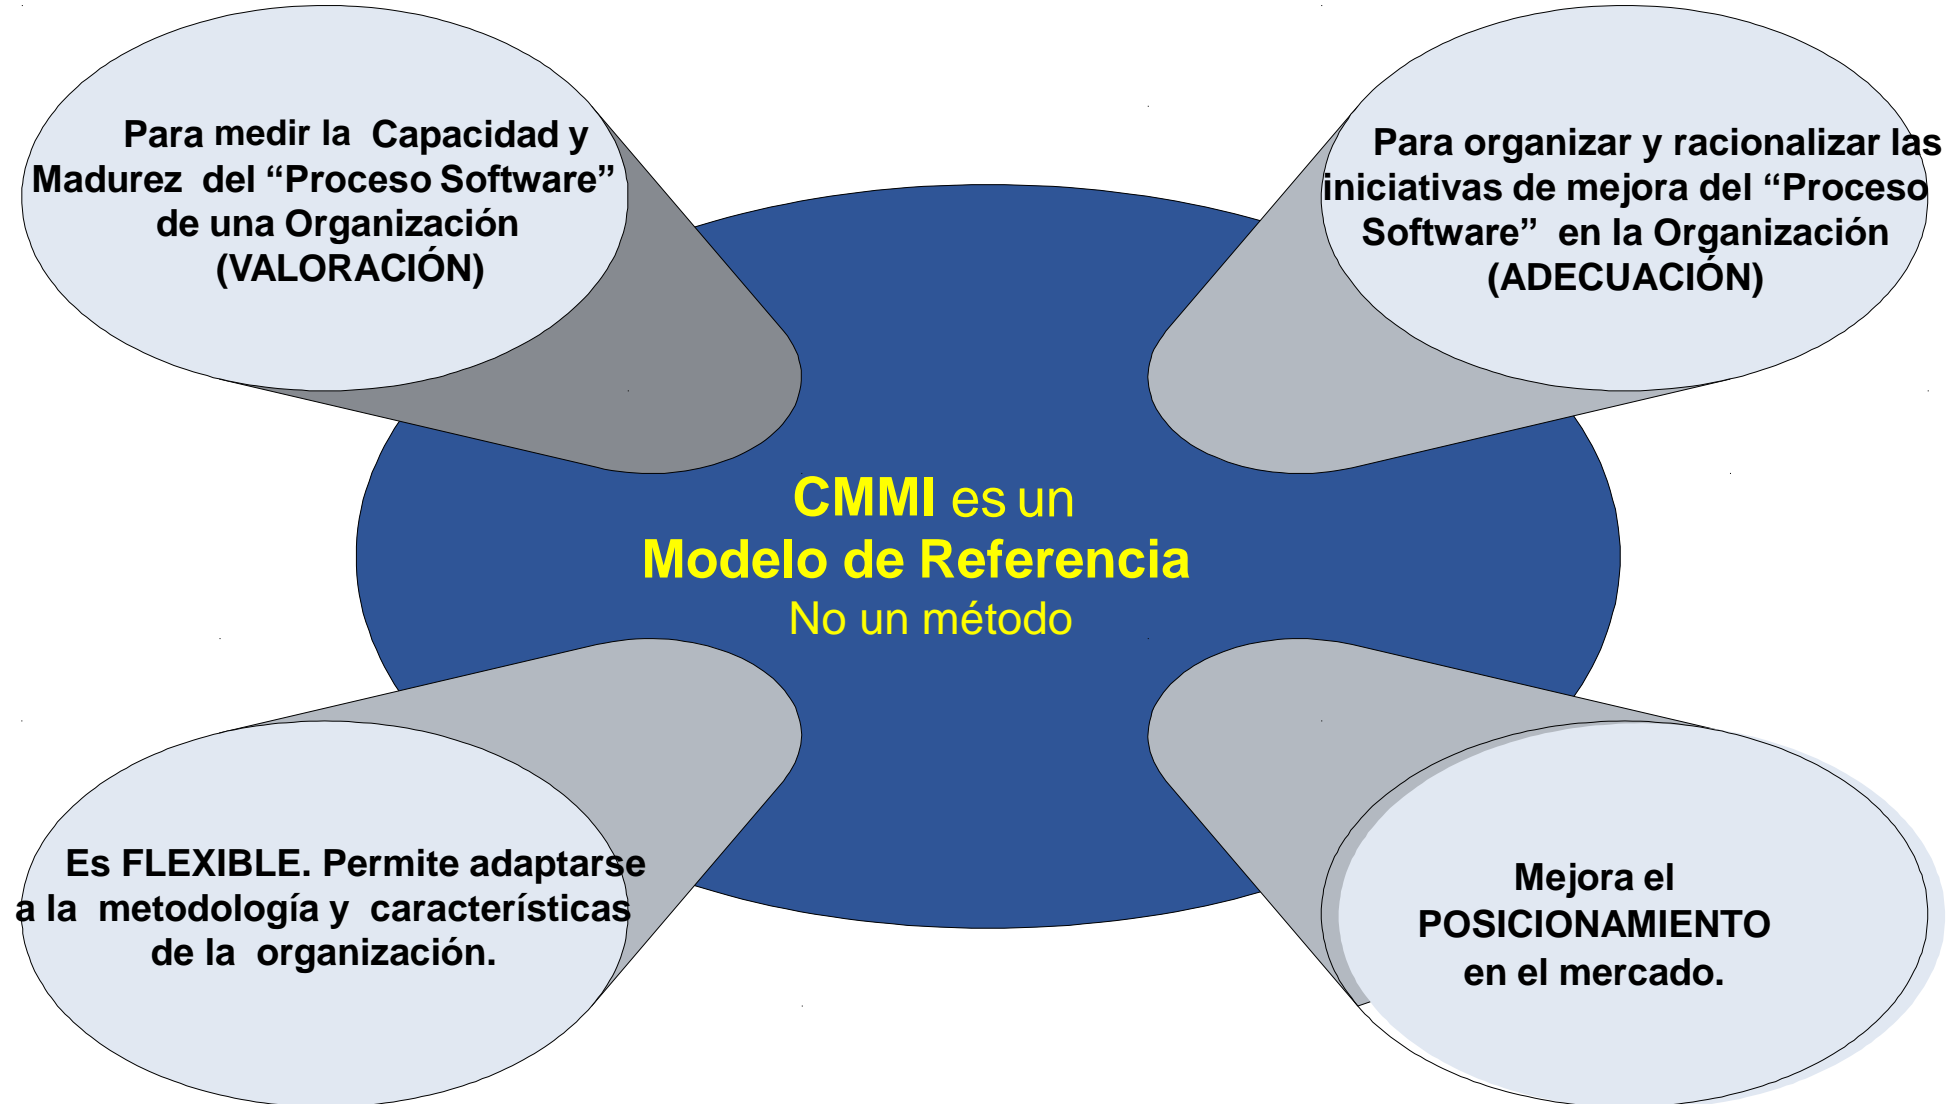 Para medir la Capacidad y
Madurez del “Proceso Software”
de una Organización
(VALORACIÓN)
Para organizar y racionalizar las
iniciativas de mejora del “Proceso
Software” en la Organización
(ADECUACIÓN)
CMMI es un
Modelo de Referencia
No un método
Es FLEXIBLE. Permite adaptarse
a la metodología y características
de la organización.
Mejora el
POSICIONAMIENTO
en el mercado.